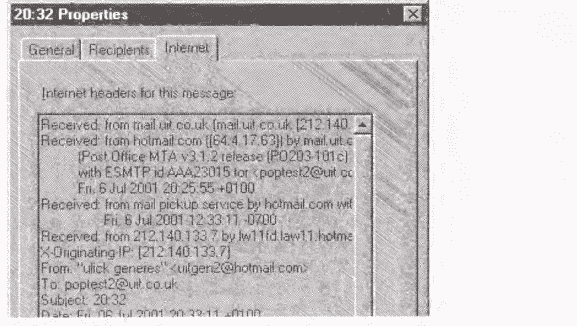 20:32 Properties
General Recipients Internet
Internet headers for this message:
Received: from mail.uit.co.uk (mail.uit.co.uk [212.140.
Received: from hotmail.com ([64.4.17.63]) by mail.uit.c
(Post.Office MTA v3.1.2 release (PO203-101c)
with ESMTP id AAA23015 for <poptest2@uit.co
Fri, 6 Jul 2001 20:25:55 +0100
Received: from mail pickup service by hotmail.com wit
Fri, 6 Jul 2001 12:33:11 -0700
Received: from 212.140.133.7 by lw11fd.law11.hotma
X-Originating-IP: [212.140.133.7]
From: "ulick generes" <uitgen2@hotmail.com>
To: poptest2@uit.co.uk
Subject: 20:32
Date: Fri, 06 Jul 2001 20:33:11 +0100